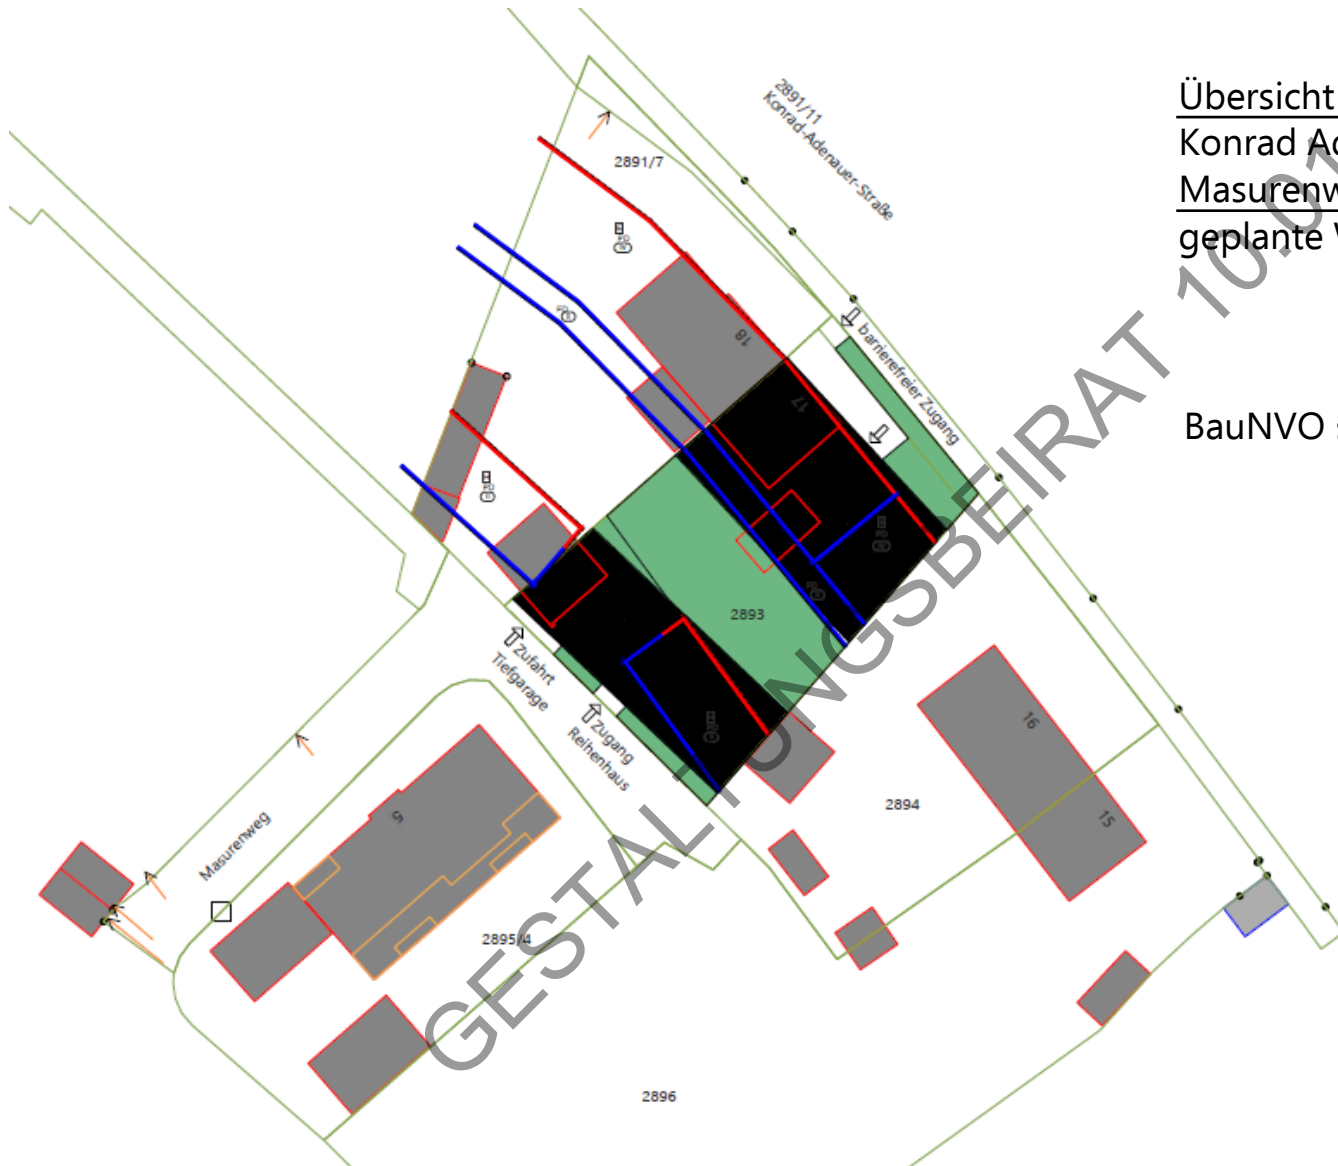 Übersicht
Konrad Ad
Masurenw
geplante W
BauNVO
2891/11
Konrad-Adenauer-Straße
2891/7
barrierefreier Zugang
18
17
2893
Zufahrt
Tiefgarage
Zugang
Reihenhaus
16
15
2894
5
Masurenweg
2895/4
2896
GESTALTUNGSBEIRAT 10.01